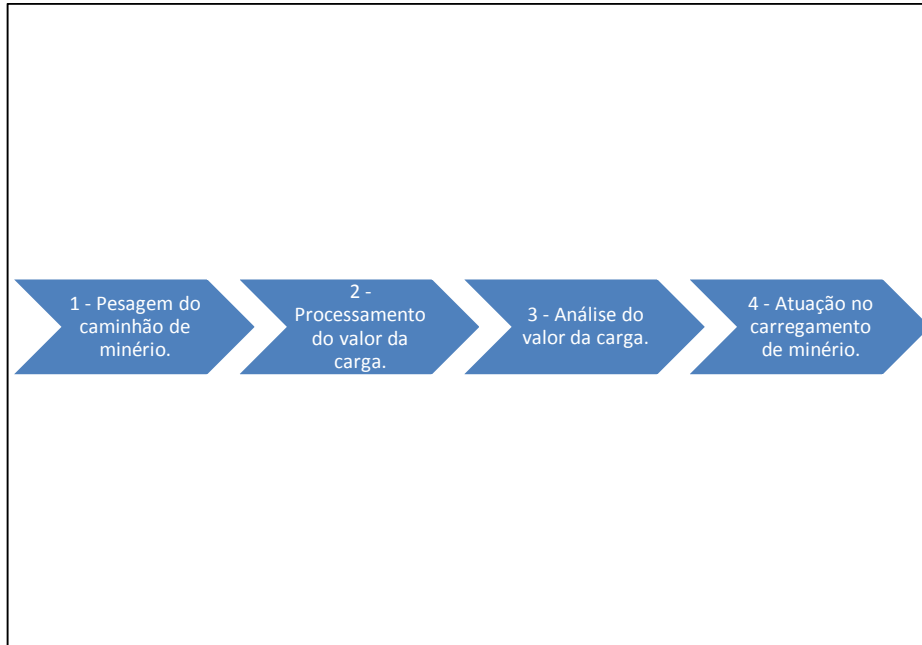 1 - Pesagem do
caminhão de
minério.
2 -
Processamento
do valor da
carga.
3 - Análise do
valor da carga.
4 - Atuação no
carregamento
de minério.